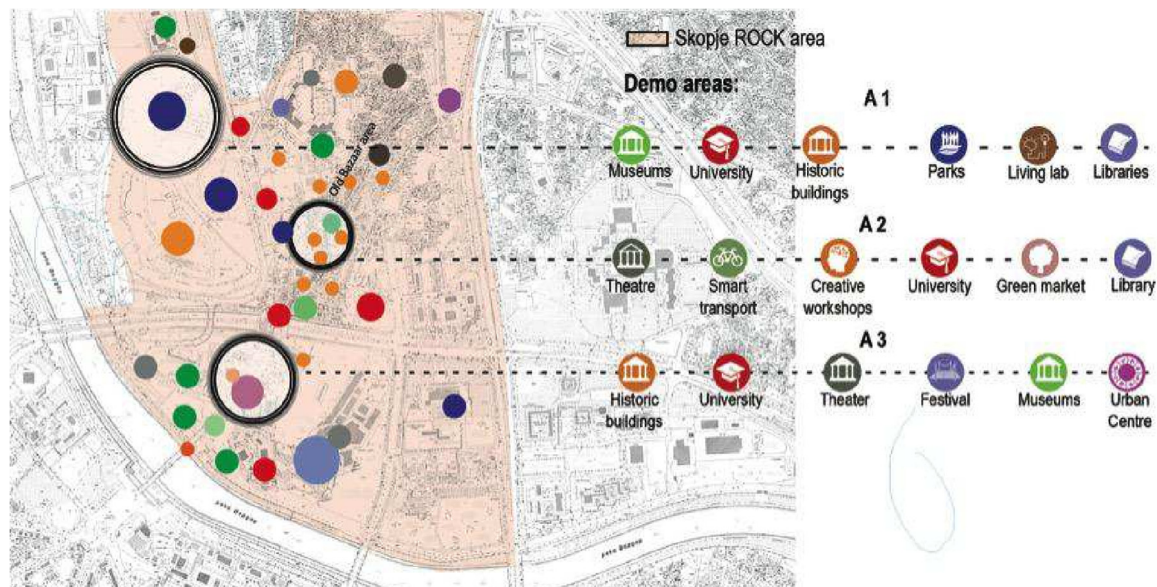 Skopje ROCK area
Demo areas:
A 1
Museums
University
Historic
buildings
Parks
Living lab
Libraries
Old Bazaar area
A 2
Theatre
Smart
transport
Creative
workshops
University
Green market
Library
A 3
Historic
buildings
University
Theater
Festival
Museums
Urban
Centre